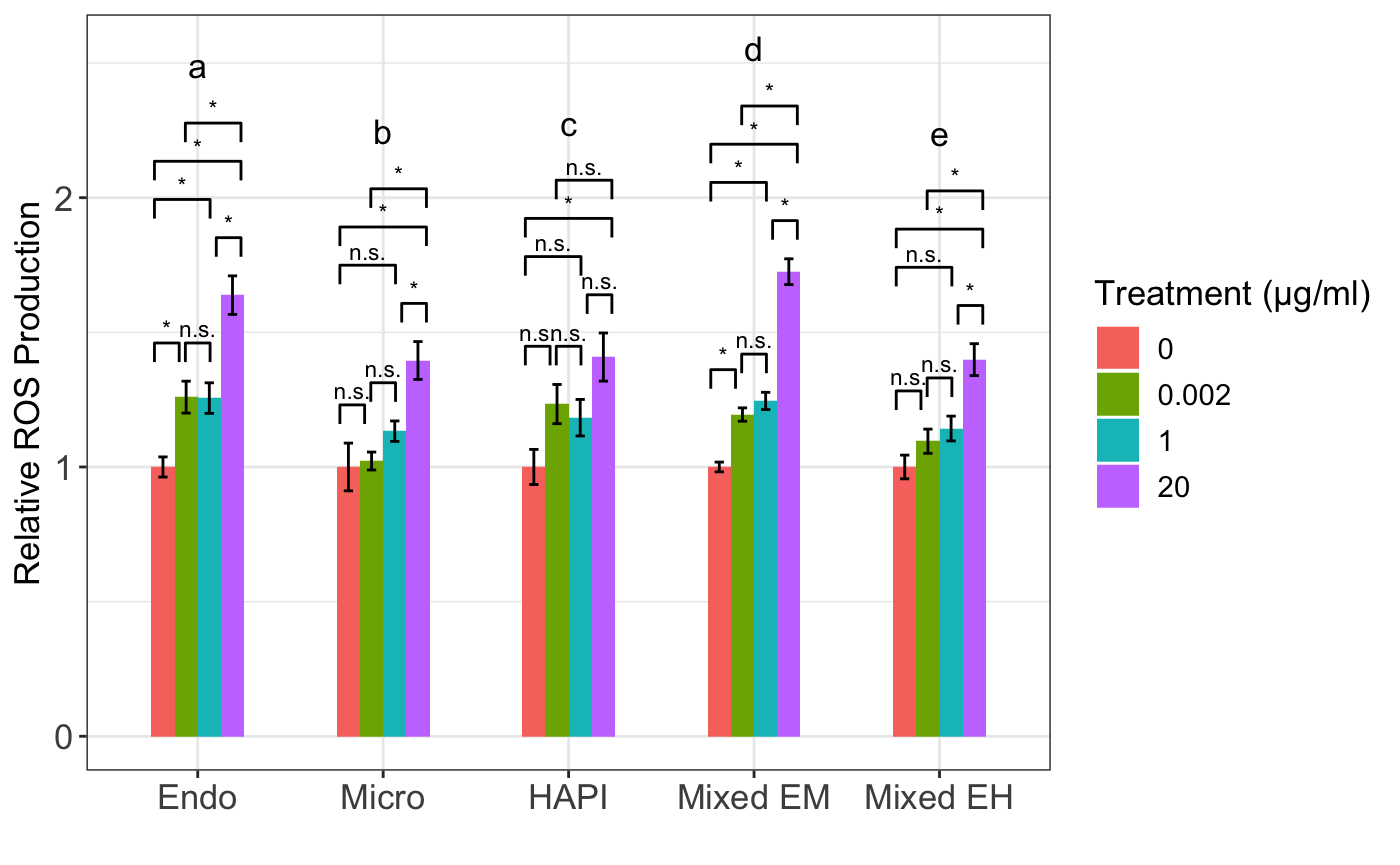 Relative ROS Production
2
1
0
a
*
*
*
*
*
n.s.
b
*
*
n.s.
*
n.s.
n.s.
c
n.s.
*
n.s.
n.s.
n.s.
n.s.
d
*
*
*
*
*
n.s.
e
*
*
n.s.
*
n.s.
n.s.
Endo
Micro
HAPI
Mixed EM
Mixed EH
Treatment (μg/ml)
0
0.002
1
20